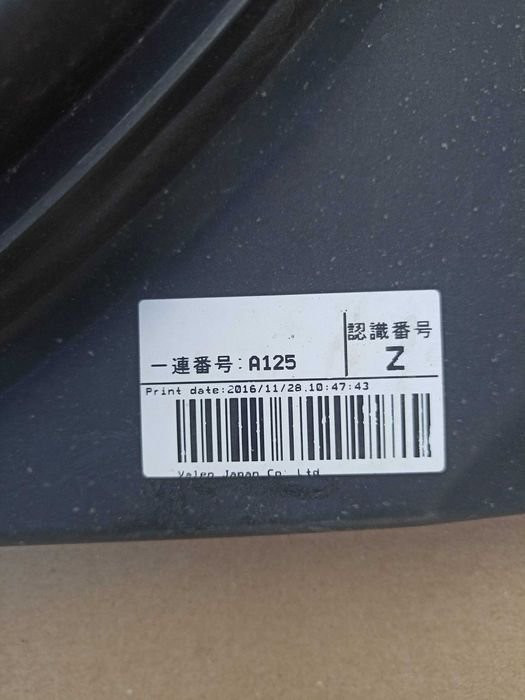 認識番号
一連番号:A125
Z
Print date:2016/11/28.10:47:43
Japan Co: Ltd